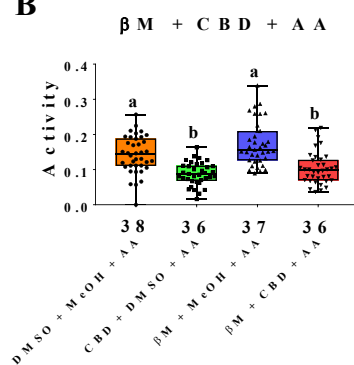 B
βM + CBD + AA
Activity
0.4
0.3
0.2
0.1
0.0
a
b
a
b
38
36
37
36
DMSO + MeOH + AA
CBD + DMSO + AA
βM + MeOH + AA
βM + CBD + AA